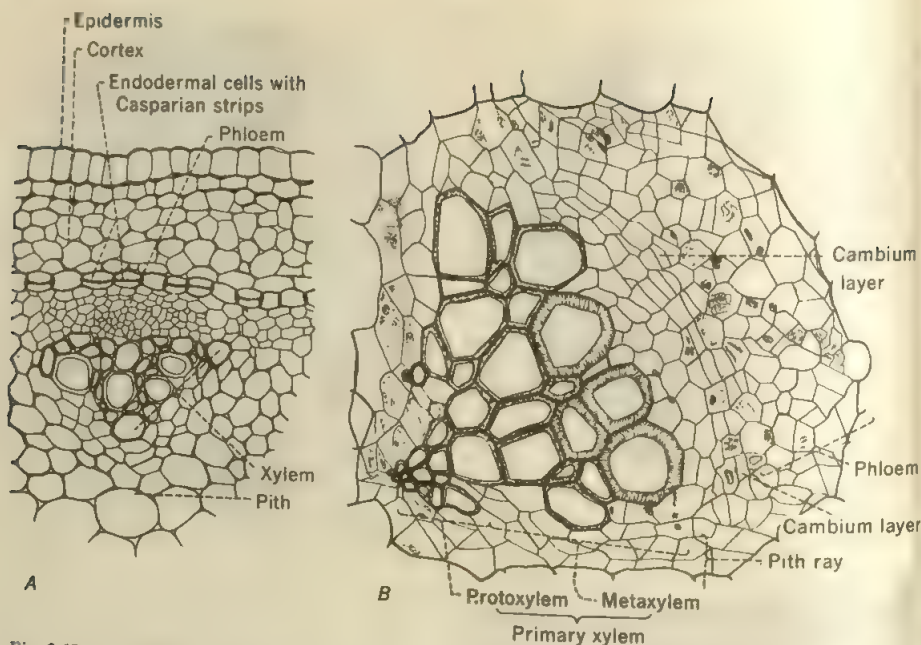 Epidermis
Cortex
Endodermal cells with
Casparian strips
Phloem
Xylem
Pith
A
Cambium
layer
Phloem
Cambium layer
Pith ray
B
Protoxylem
Metaxylem
Primary xylem